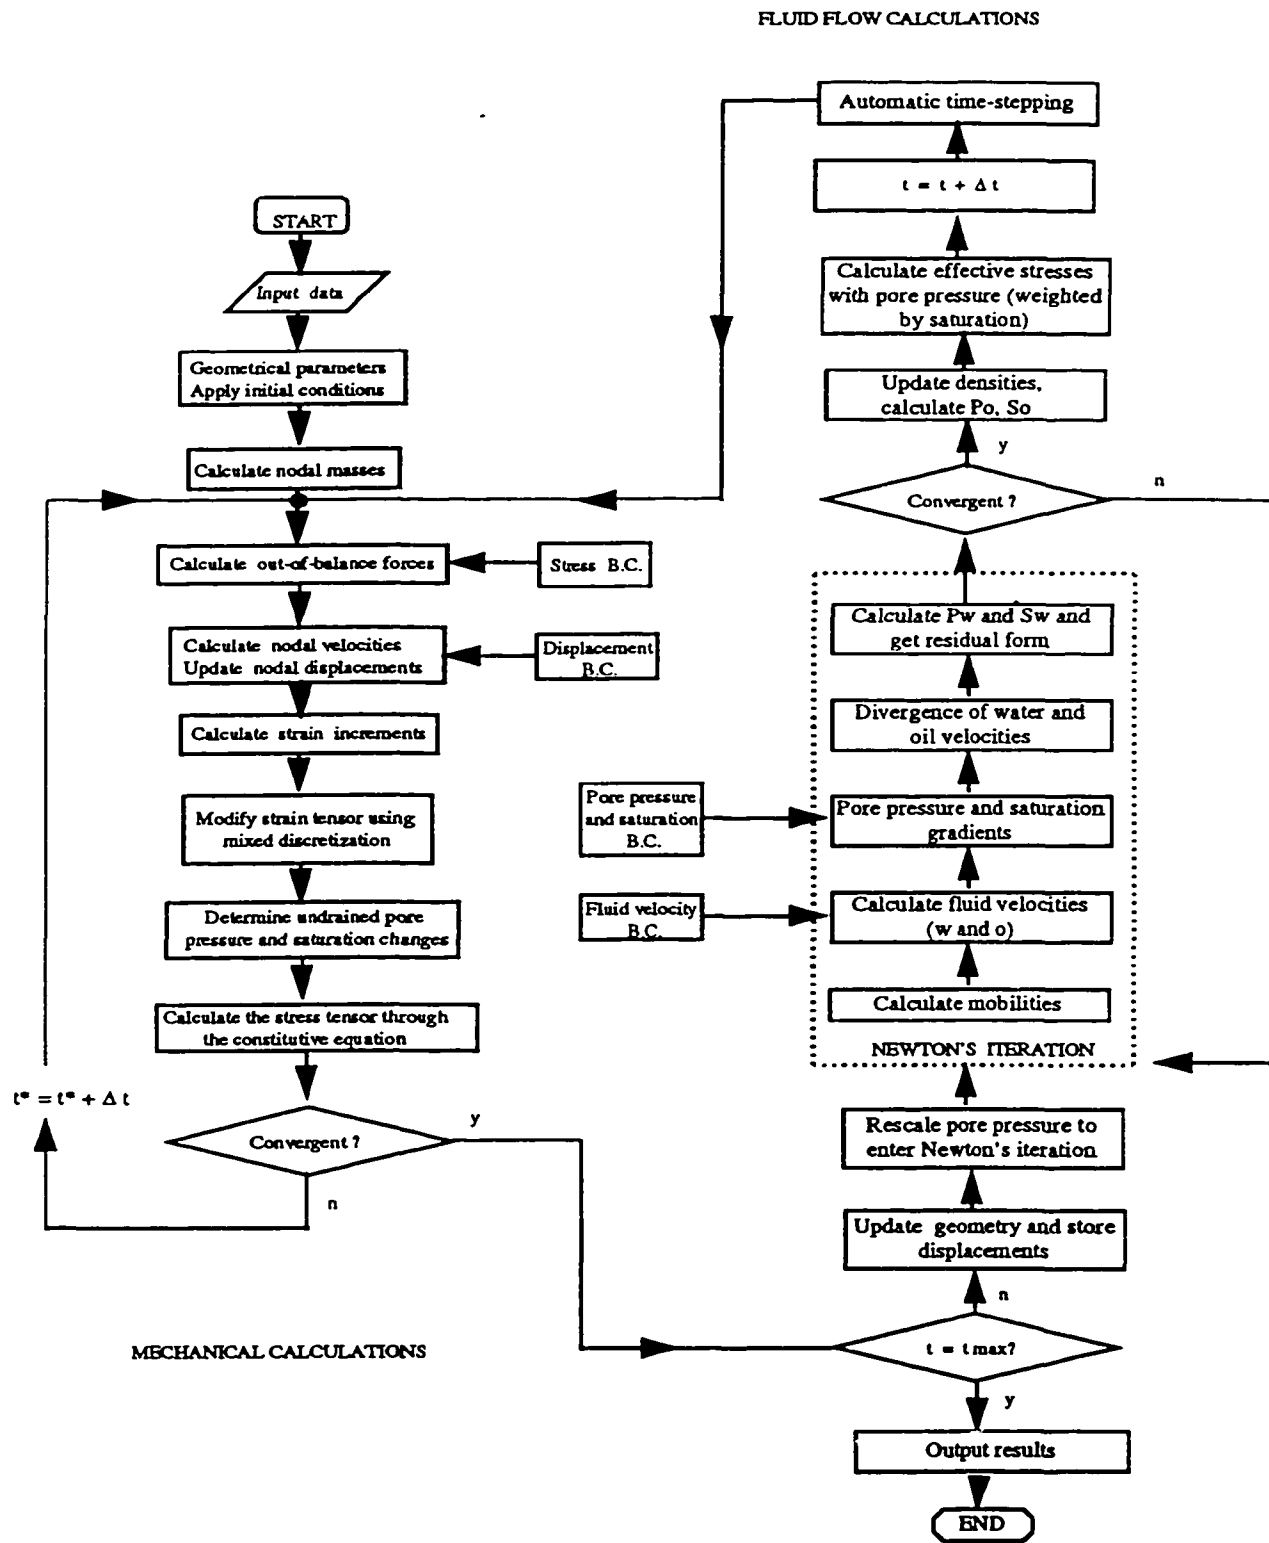 FLUID FLOW CALCULATIONS
Automatic time-stepping
t = t + Δ t
Calculate effective stresses
with pore pressure (weighted
by saturation)
Update densities,
calculate Po, So
y
Convergent ?
n
Calculate Pw and Sw and
get residual form
Divergence of water and
oil velocities
Pore pressure and saturation
gradients
Pore pressure
and saturation
B.C.
Calculate fluid velocities
(w and o)
Fluid velocity
B.C.
Calculate mobilities
NEWTON'S ITERATION
Rescale pore pressure to
enter Newton's iteration
Update geometry and store
displacements
n
t = t max?
y
Output results
END
START
Input data
Geometrical parameters
Apply initial conditions
Calculate nodal masses
Calculate out-of-balance forces
Stress B.C.
Calculate nodal velocities
Update nodal displacements
Displacement
B.C.
Calculate strain increments
Modify strain tensor using
mixed discretization
Determine undrained pore
pressure and saturation changes
Calculate the stress tensor through
the constitutive equation
t* = t* + Δ t
Convergent ?
y
n
MECHANICAL CALCULATIONS